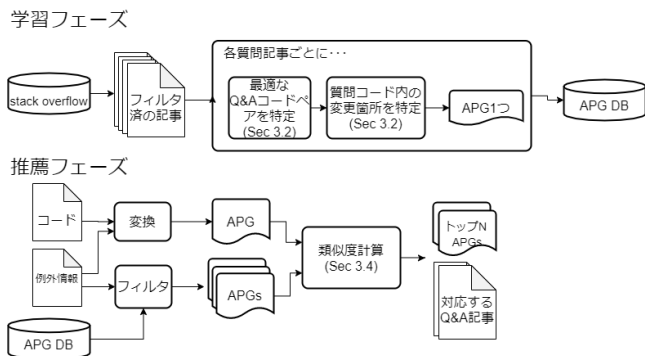 学習フェーズ
各質問記事ごとに・・・
stack overflow
フィルタ
済の記事
最適な
Q&Aコードペ
アを特定
(Sec 3.2)
質問コード内の
変更箇所を特定
(Sec 3.2)
APG1つ
APG DB
推薦フェーズ
コード
変換
APG
類似度計算
(Sec 3.4)
トップN
APGs
例外情報
フィルタ
APGs
対応する
Q&A記事
APG DB